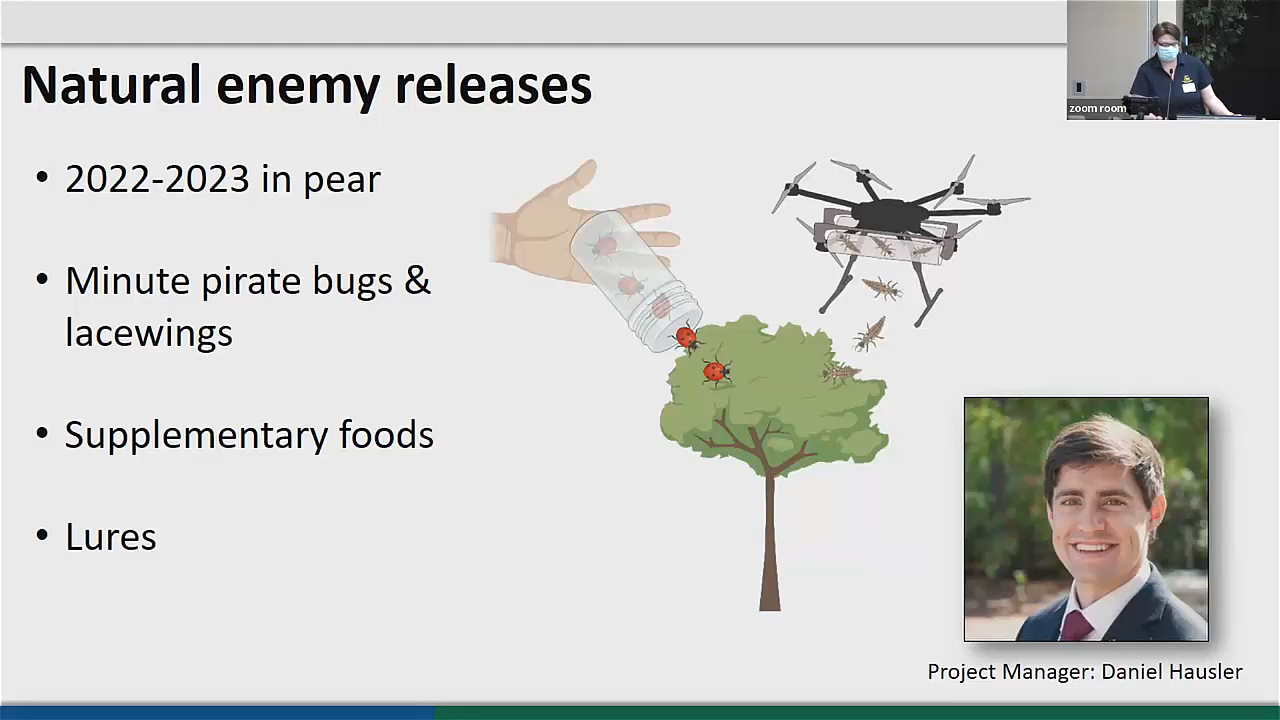 Natural enemy releases
zoom room
• 2022-2023 in pear
• Minute pirate bugs &
lacewings
• Supplementary foods
• Lures
Project Manager: Daniel Hausler